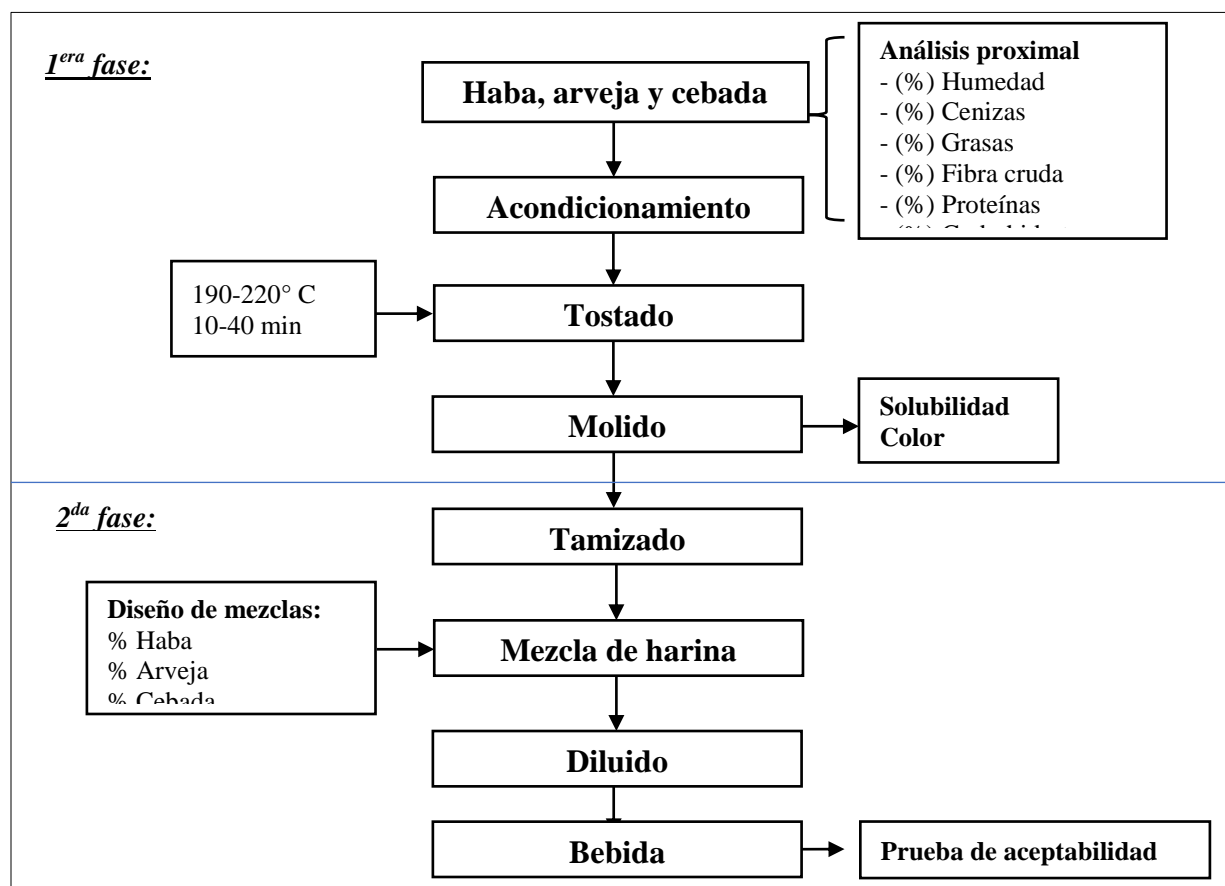 1era fase:
Haba, arveja y cebada
Análisis proximal
- (%) Humedad
- (%) Cenizas
- (%) Grasas
- (%) Fibra cruda
- (%) Proteínas
Acondicionamiento
190-220° C
10-40 min
Tostado
Molido
Solubilidad
Color
2da fase:
Tamizado
Diseño de mezclas:
% Haba
% Arveja
% Cebada
Mezcla de harina
Diluido
Bebida
Prueba de aceptabilidad